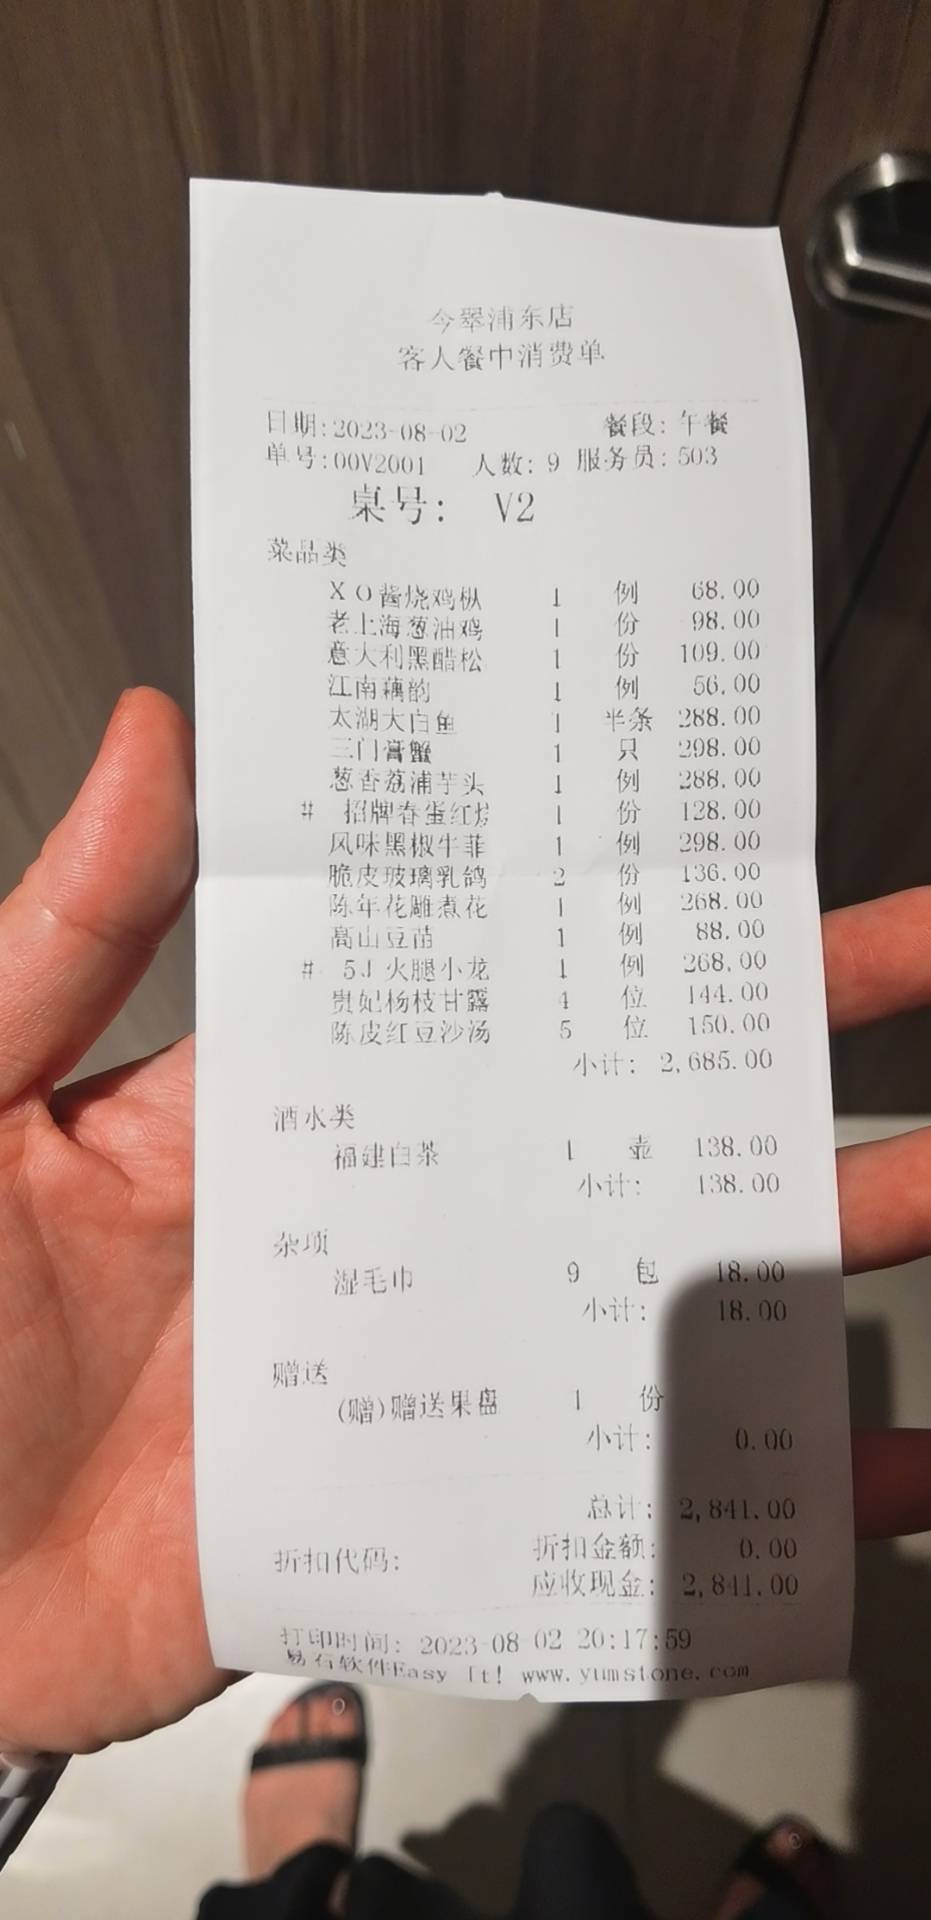 今翠浦东店
客人餐中消费单
日期:2023-08-02 餐段: 午餐
单号:00V2001 人数: 9 服务员: 503
桌号: V2
菜品类
XO酱烧鸡枞 1 例 68.00
老上海葱油鸡 1 份 98.00
意大利黑醋松 1 份 109.00
江南藕韵 1 例 56.00
太湖大白鱼 1 半条 288.00
三门膏蟹 1 只 298.00
葱香荔浦芋头 1 例 288.00
# 招牌春蛋红烧 1 份 128.00
风味黑椒牛菲 1 例 298.00
脆皮玻璃乳鸽 2 份 136.00
陈年花雕煮花 1 例 268.00
高山豆苗 1 例 88.00
# 5J 火腿小龙 1 例 268.00
贵妃杨枝甘露 4 位 144.00
陈皮红豆沙汤 5 位 150.00
小计: 2,685.00
酒水类
福建白茶 1 壶 138.00
小计: 138.00
杂项
湿毛巾 9 包 18.00
小计: 18.00
赠送
(赠)赠送果盘 1 份
小计: 0.00
总计: 2,841.00
折扣代码: 折扣金额: 0.00
应收现金: 2,841.00
打印时间: 2023-08-02 20:17:59
易石软件Easy It! www.yumstone.com